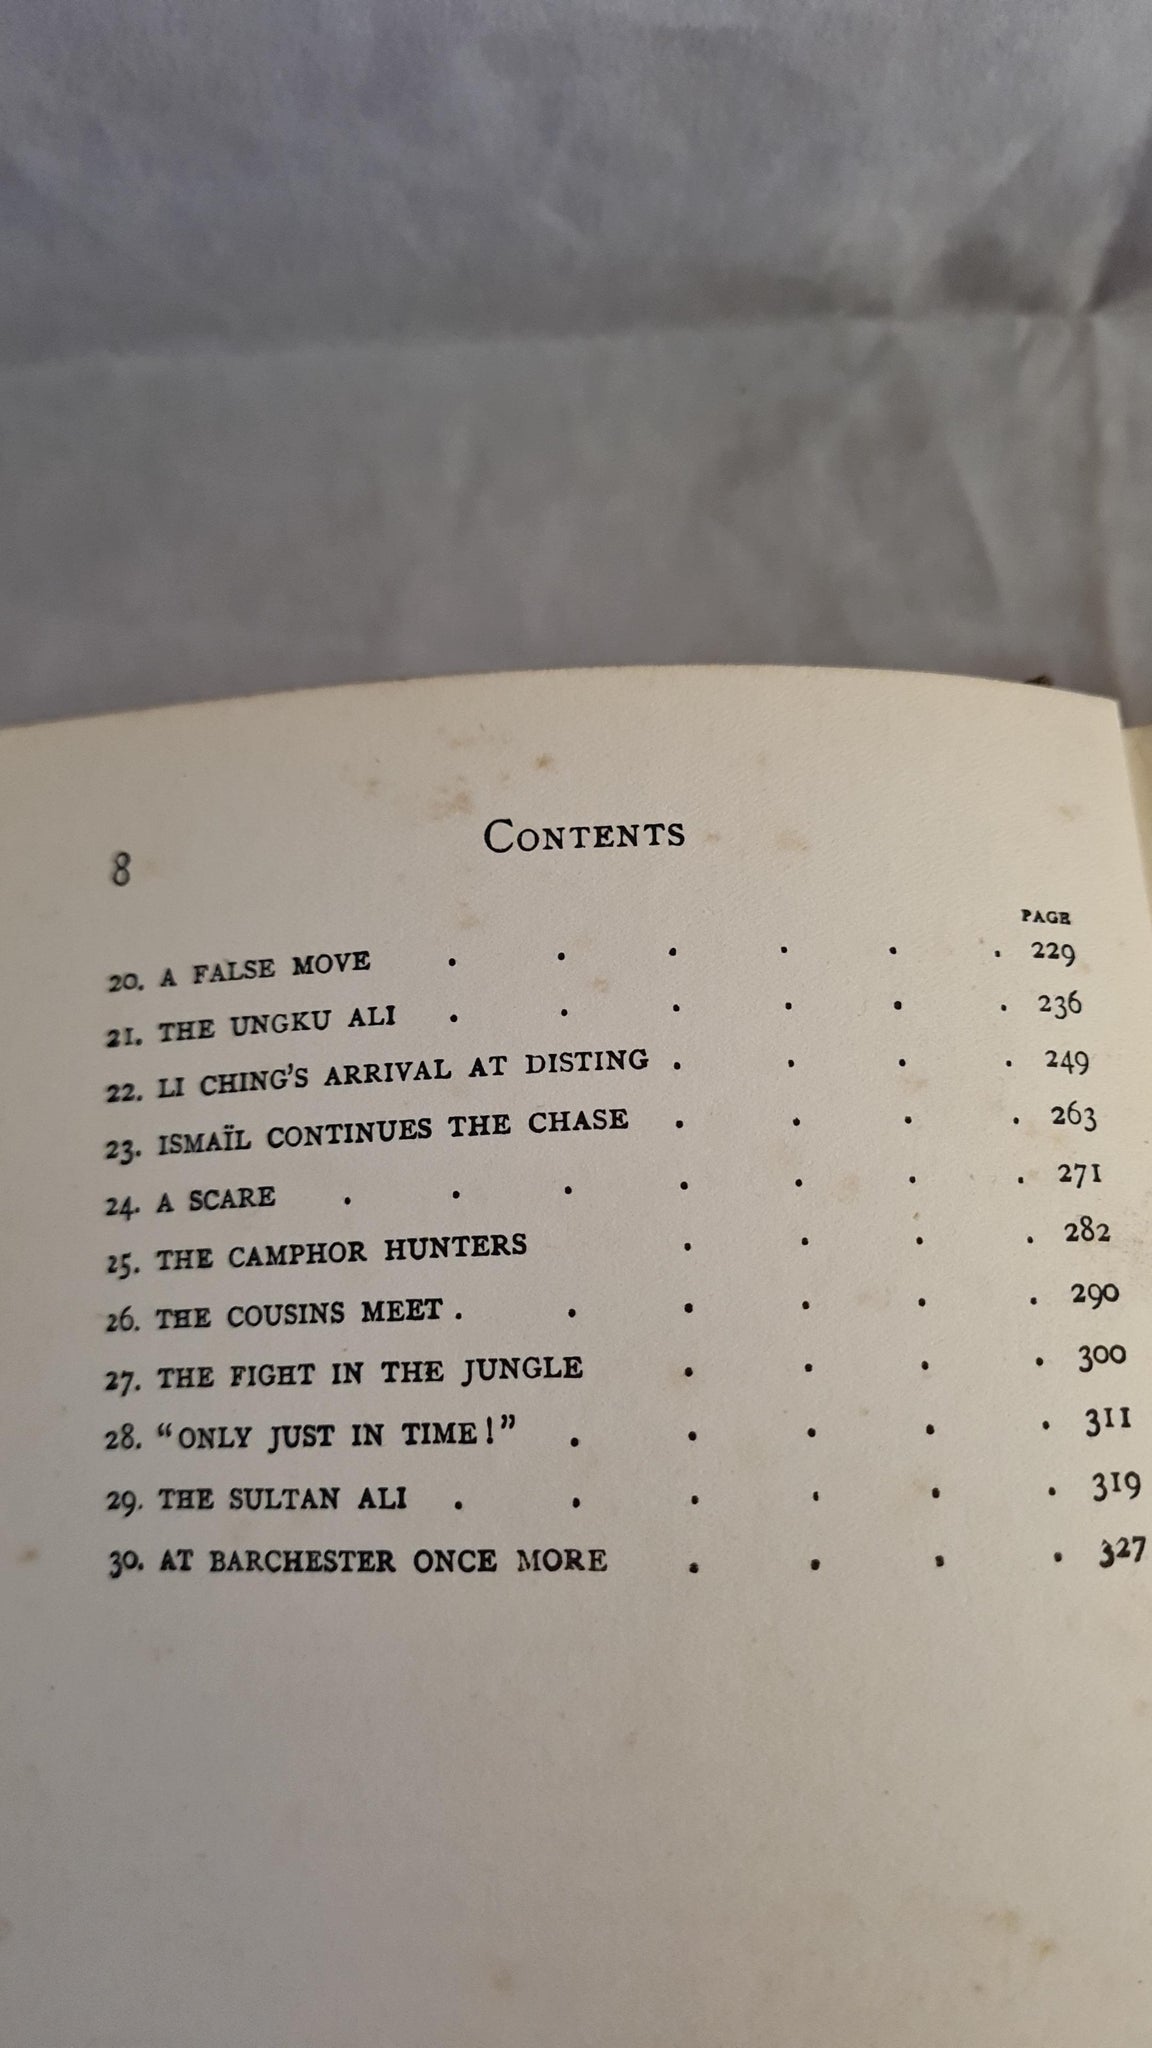 8
CONTENTS
PAGE
20. A FALSE MOVE . . . . . . 229
21. THE UNGKU ALI . . . . . . 236
22. LI CHING'S ARRIVAL AT DISTING . . . . 249
23. ISMAÏL CONTINUES THE CHASE . . . . 263
24. A SCARE . . . . . . . 271
25. THE CAMPHOR HUNTERS . . . . 282
26. THE COUSINS MEET . . . . . . 290
27. THE FIGHT IN THE JUNGLE . . . . 300
28. "ONLY JUST IN TIME!" . . . . . 311
29. THE SULTAN ALI . . . . . . 319
30. AT BARCHESTER ONCE MORE . . . . 327